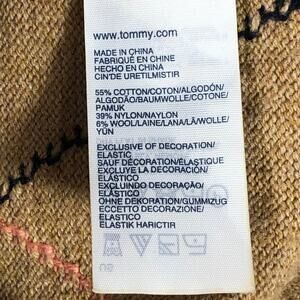 www.tommy.com
MADE IN CHINA
FABRIQUÉ EN CHINE
HECHO EN CHINA
CIN'DE URETILMISTIR
55% COTTON/COTON/ALGODÓN/
ALGODÃO/BAUMWOLLE/COTONE/
PAMUK
39% NYLON/NYLON
6% WOOL/LAINE/LANA/LÃ/WOLLE/
YÜN
EXCLUSIVE OF DECORATION/
ELASTIC
SAUF DÉCORATION/ÉLASTIQUE
EXCLUYE LA DECORACIÓN/
ELÁSTICO
EXCLUINDO DECORAÇÃO/
ELÁSTICO
OHNE DEKORATION/GUMMIZUG
ECCETTO DECORAZIONE/
ELASTICO
ELASTIK HARICTIR